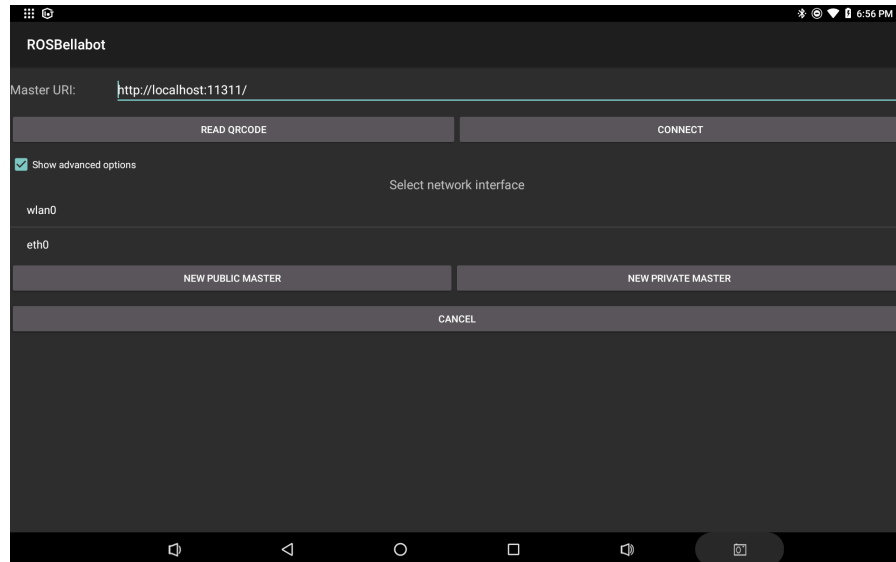 6:56 PM
ROSBellabot
Master URI: http://localhost:11311/
READ QRCODE CONNECT
Show advanced options
Select network interface
wlan0
eth0
NEW PUBLIC MASTER NEW PRIVATE MASTER
CANCEL